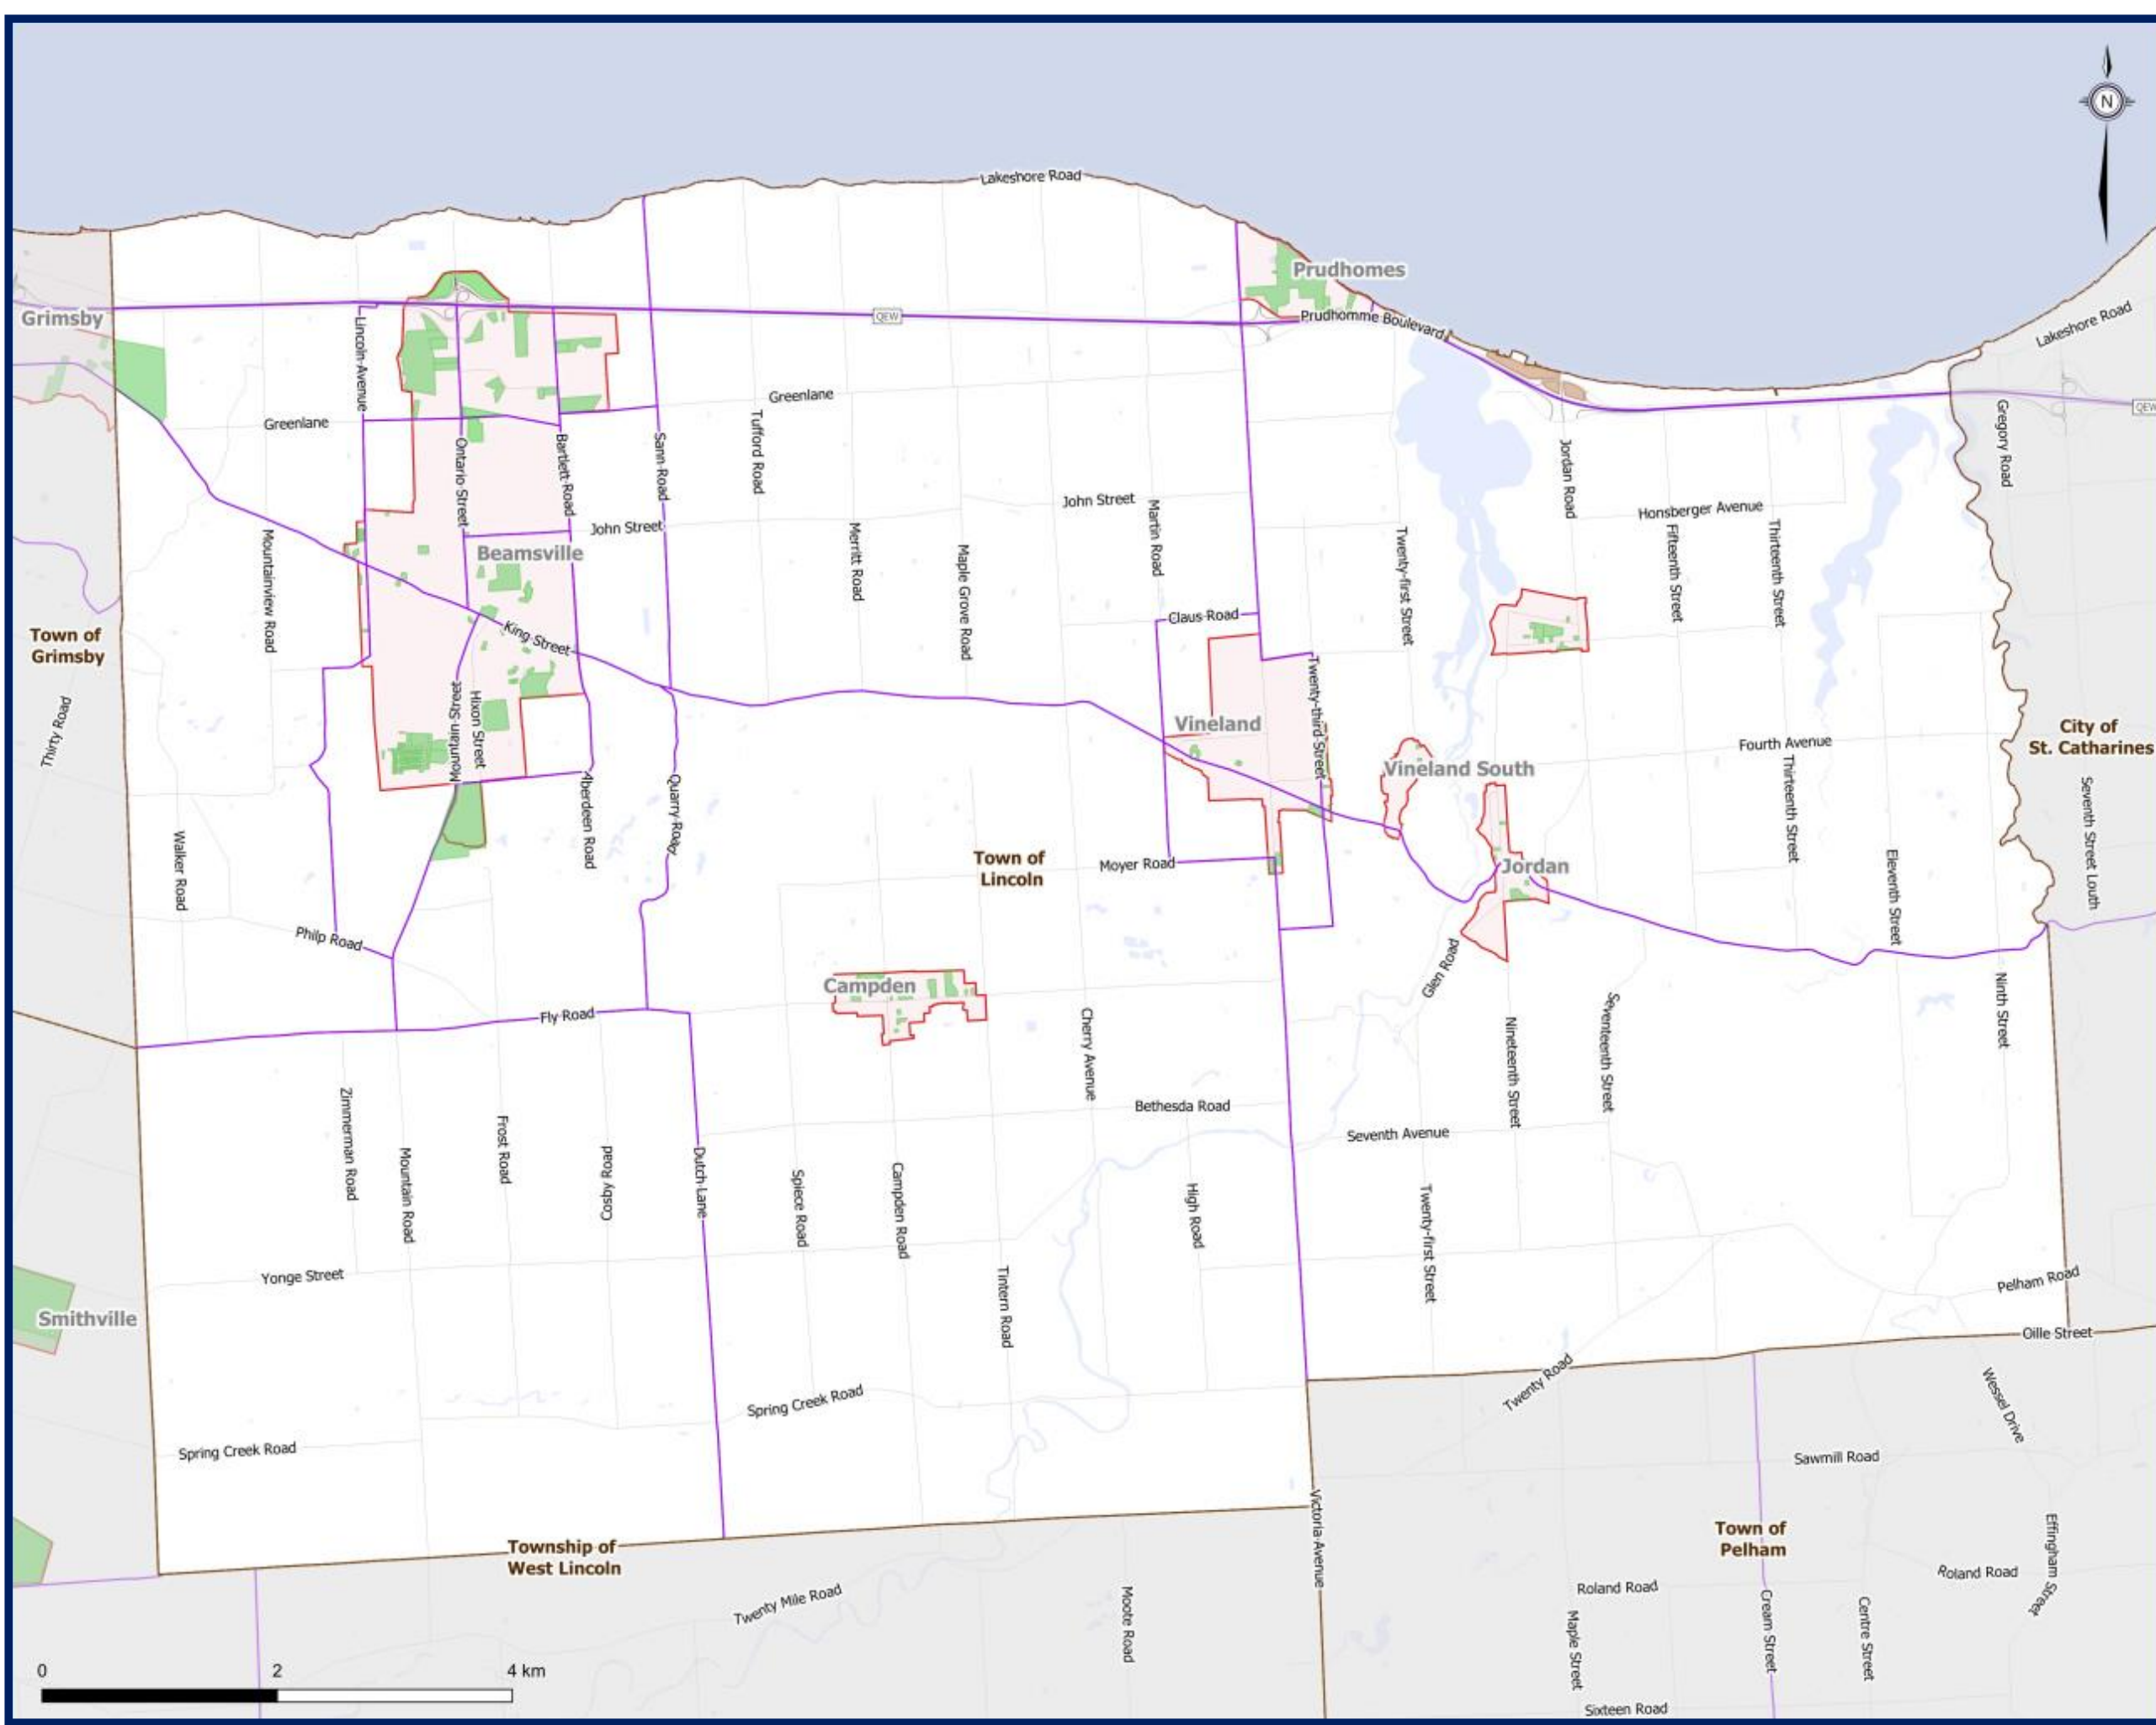 N
Lakeshore Road
Prudhomes
Grimsby
QEW
Prudhomme Boulevard
Lakeshore Road
QEW
Lincoln Avenue
Greenlane
Greenlane
Ontario Street
Bartlett Road
Sann Road
Tufford Road
Jordan Road
Gregory Road
John Street
John Street
Martin Road
Honsberger Avenue
Beamsville
Mountainview Road
Merritt Road
Maple Grove Road
Twenty-first Street
Fifteenth Street
Thirteenth Street
Claus Road
King Street
Town of
Grimsby
Thirty Road
Mountain Street
Hixon Street
Vineland
Twenty-third Street
Fourth Avenue
City of
St. Catharines
Vineland South
Thirteenth Street
Seventh Street Louth
Aberdeen Road
Quarry Road
Walker Road
Town of
Lincoln
Moyer Road
Jordan
Eleventh Street
Philp Road
Glen Road
Campden
Fly Road
Cherry Avenue
Nineteenth Street
Seventeenth Street
Ninth Street
Zimmerman Road
Mountain Road
Frost Road
Cosby Road
Dutch Lane
Spiece Road
Campden Road
Bethesda Road
Seventh Avenue
High Road
Twenty-first Street
Yonge Street
Tintern Road
Pelham Road
Smithville
Oille Street
Twenty Road
Wessel Drive
Spring Creek Road
Spring Creek Road
Sawmill Road
Victoria Avenue
Township of
West Lincoln
Town of
Pelham
Effingham Street
Twenty Mile Road
Moote Road
Roland Road
Roland Road
Maple Street
Cream Street
Centre Street
Sixteen Road
0 2 4 km